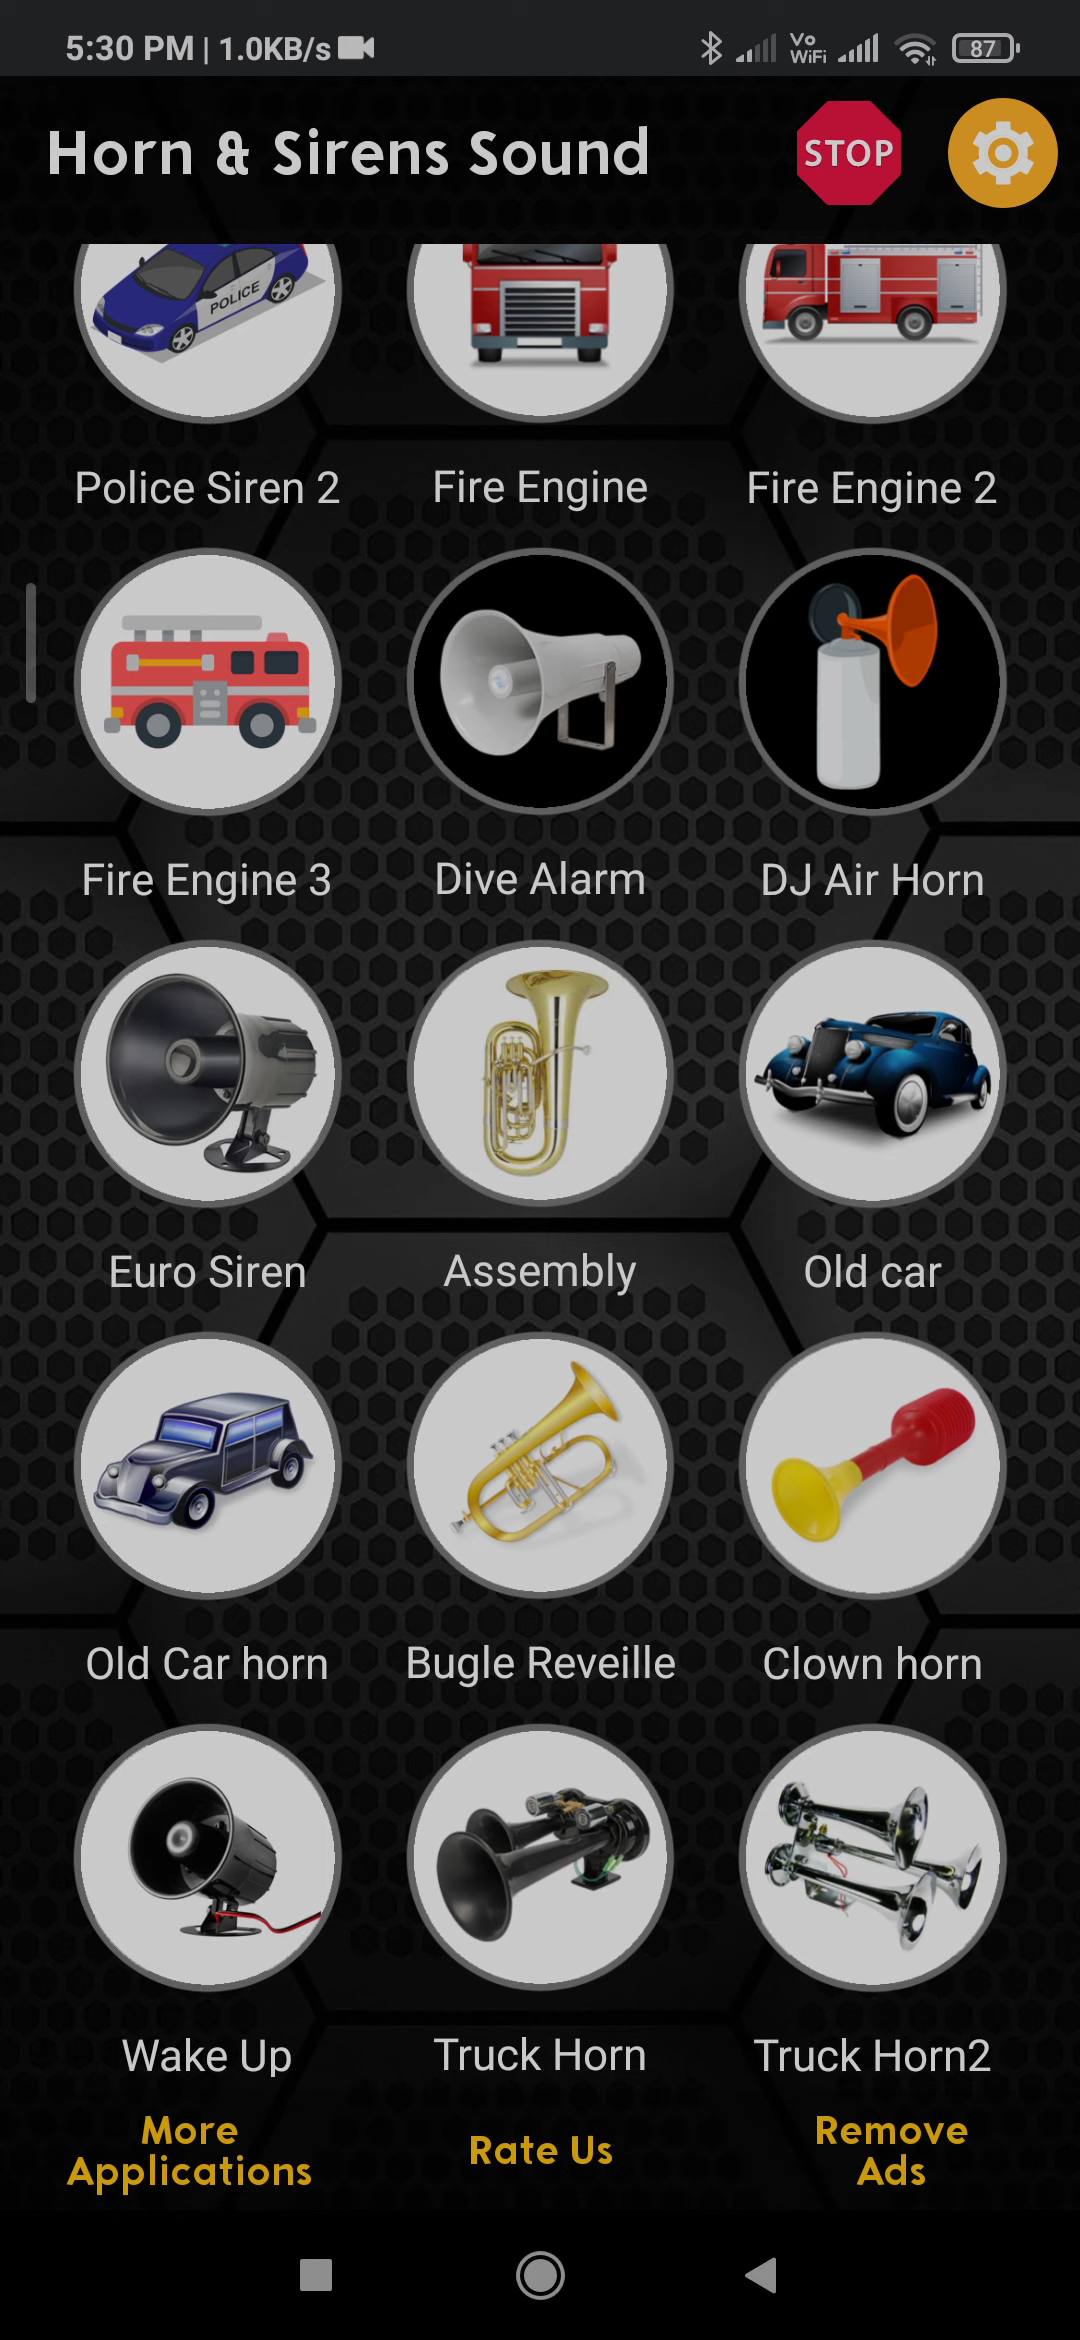 5:30 PM | 1.0KB/s
Vo
WiFi
87
Horn & Sirens Sound
STOP
POLICE
Police Siren 2
Fire Engine
Fire Engine 2
Fire Engine 3
Dive Alarm
DJ Air Horn
Euro Siren
Assembly
Old car
Old Car horn
Bugle Reveille
Clown horn
Wake Up
Truck Horn
Truck Horn2
More
Applications
Rate Us
Remove
Ads